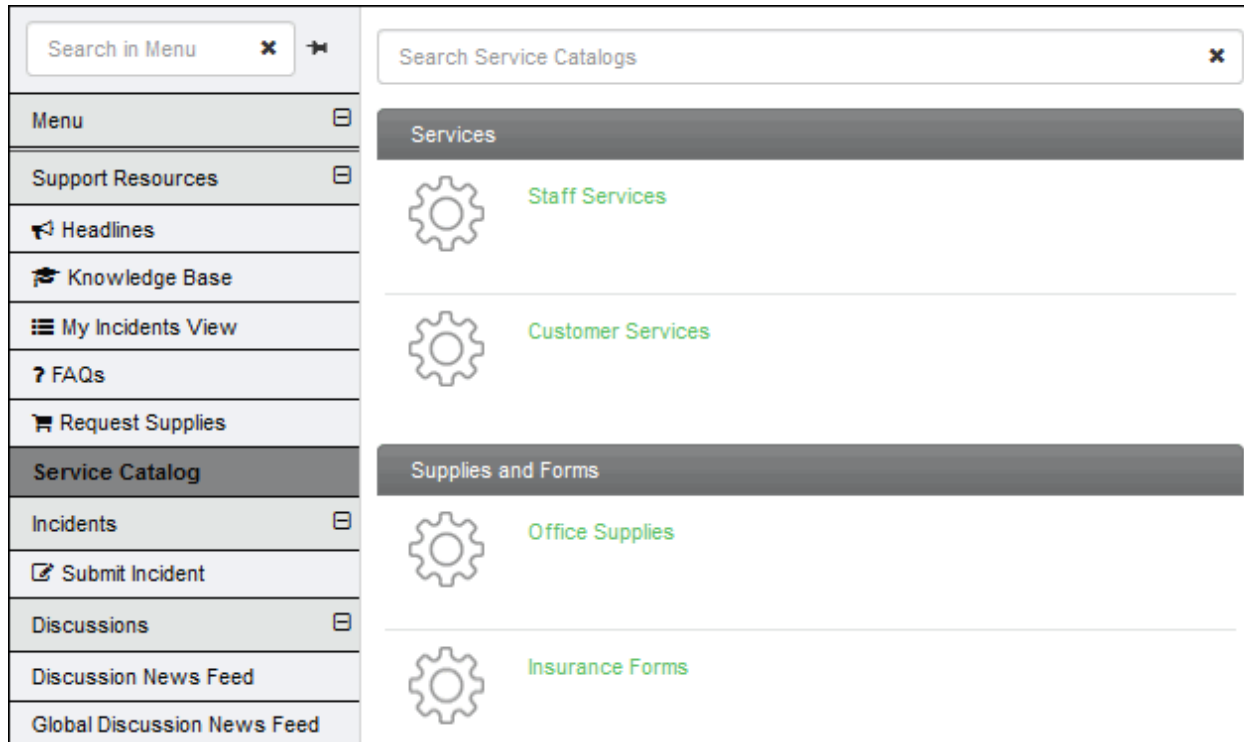 Search in Menu
Menu
Support Resources
Headlines
Knowledge Base
My Incidents View
? FAQs
Request Supplies
Service Catalog
Incidents
Submit Incident
Discussions
Discussion News Feed
Global Discussion News Feed
Search Service Catalogs
Services
Staff Services
Customer Services
Supplies and Forms
Office Supplies
Insurance Forms